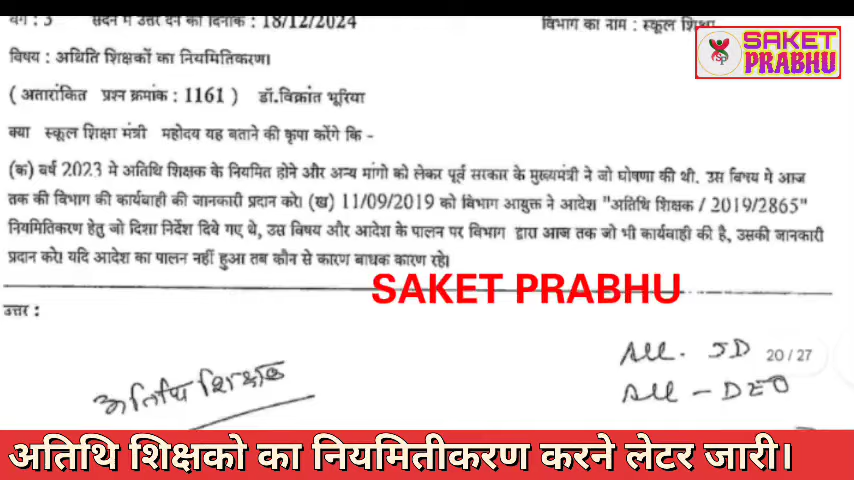 वर्ग : 3 सदन में उत्तर देने का दिनांक : 18/12/2024 विभाग का नाम : स्कूल शिक्षा
SAKET
PRABHU
विषय : अथिति शिक्षकों का नियमितिकरण।
( अतारांकित प्रश्न क्रमांक : 1161 ) डॉ.विक्रांत भूरिया
क्या स्कूल शिक्षा मंत्री महोदय यह बताने की कृपा करेंगे कि -
(क) वर्ष 2023 मे अतिथि शिक्षक के नियमित होने और अन्य मांगो को लेकर पूर्व सरकार के मुख्यमंत्री ने जो घोषणा की थी. उस विषय मे आज
तक की विभाग की कार्यवाही की जानकारी प्रदान करे। (ख) 11/09/2019 को विभाग आयुक्त ने आदेश "अतिथि शिक्षक / 2019/2865"
नियमितिकरण हेतु जो दिशा निर्देश दिये गए थे, उस विषय और आदेश के पालन पर विभाग द्वारा आज तक जो भी कार्यवाही की है, उसकी जानकारी
प्रदान करे। यदि आदेश का पालन नहीं हुआ तब कौन से कारण बाधक कारण रहे।
SAKET PRABHU
उत्तर :
All. JD 20/27
अतिथि शिक्षक
All - DEO
अतिथि शिक्षको का नियमितीकरण करने लेटर जारी।